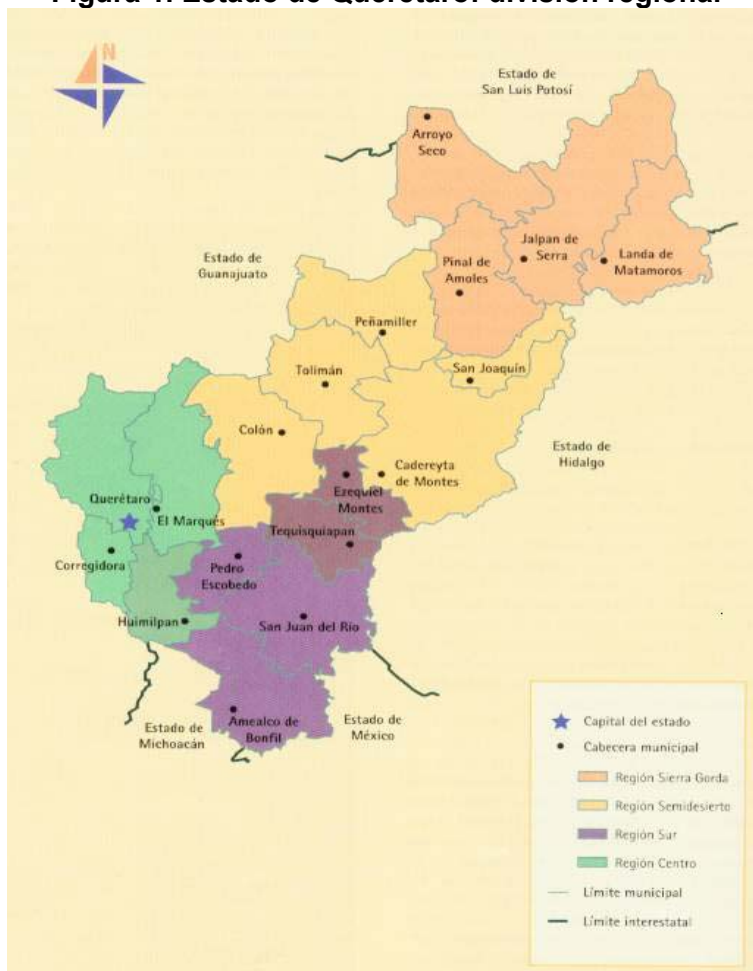 Figura 1. Estado de Querétaro: división regional
N
Estado de
San Luis Potosí
Arroyo
Seco
Jalpan de
Serra
Landa de
Matamoros
Pinal de
Amoles
Estado de
Guanajuato
Peñamiller
San Joaquín
Tolimán
Colón
Estado de
Hidalgo
Cadereyta
de Montes
Ezequiel
Montes
Querétaro
El Marqués
Tequisquiapan
Corregidora
Pedro
Escobedo
Huimilpan
San Juan del Río
Amealco de
Bonfil
Estado de
Michoacán
Estado de
México
Capital del estado
Cabecera municipal
Región Sierra Gorda
Región Semidesierto
Región Sur
Región Centro
Límite municipal
Límite interestatal